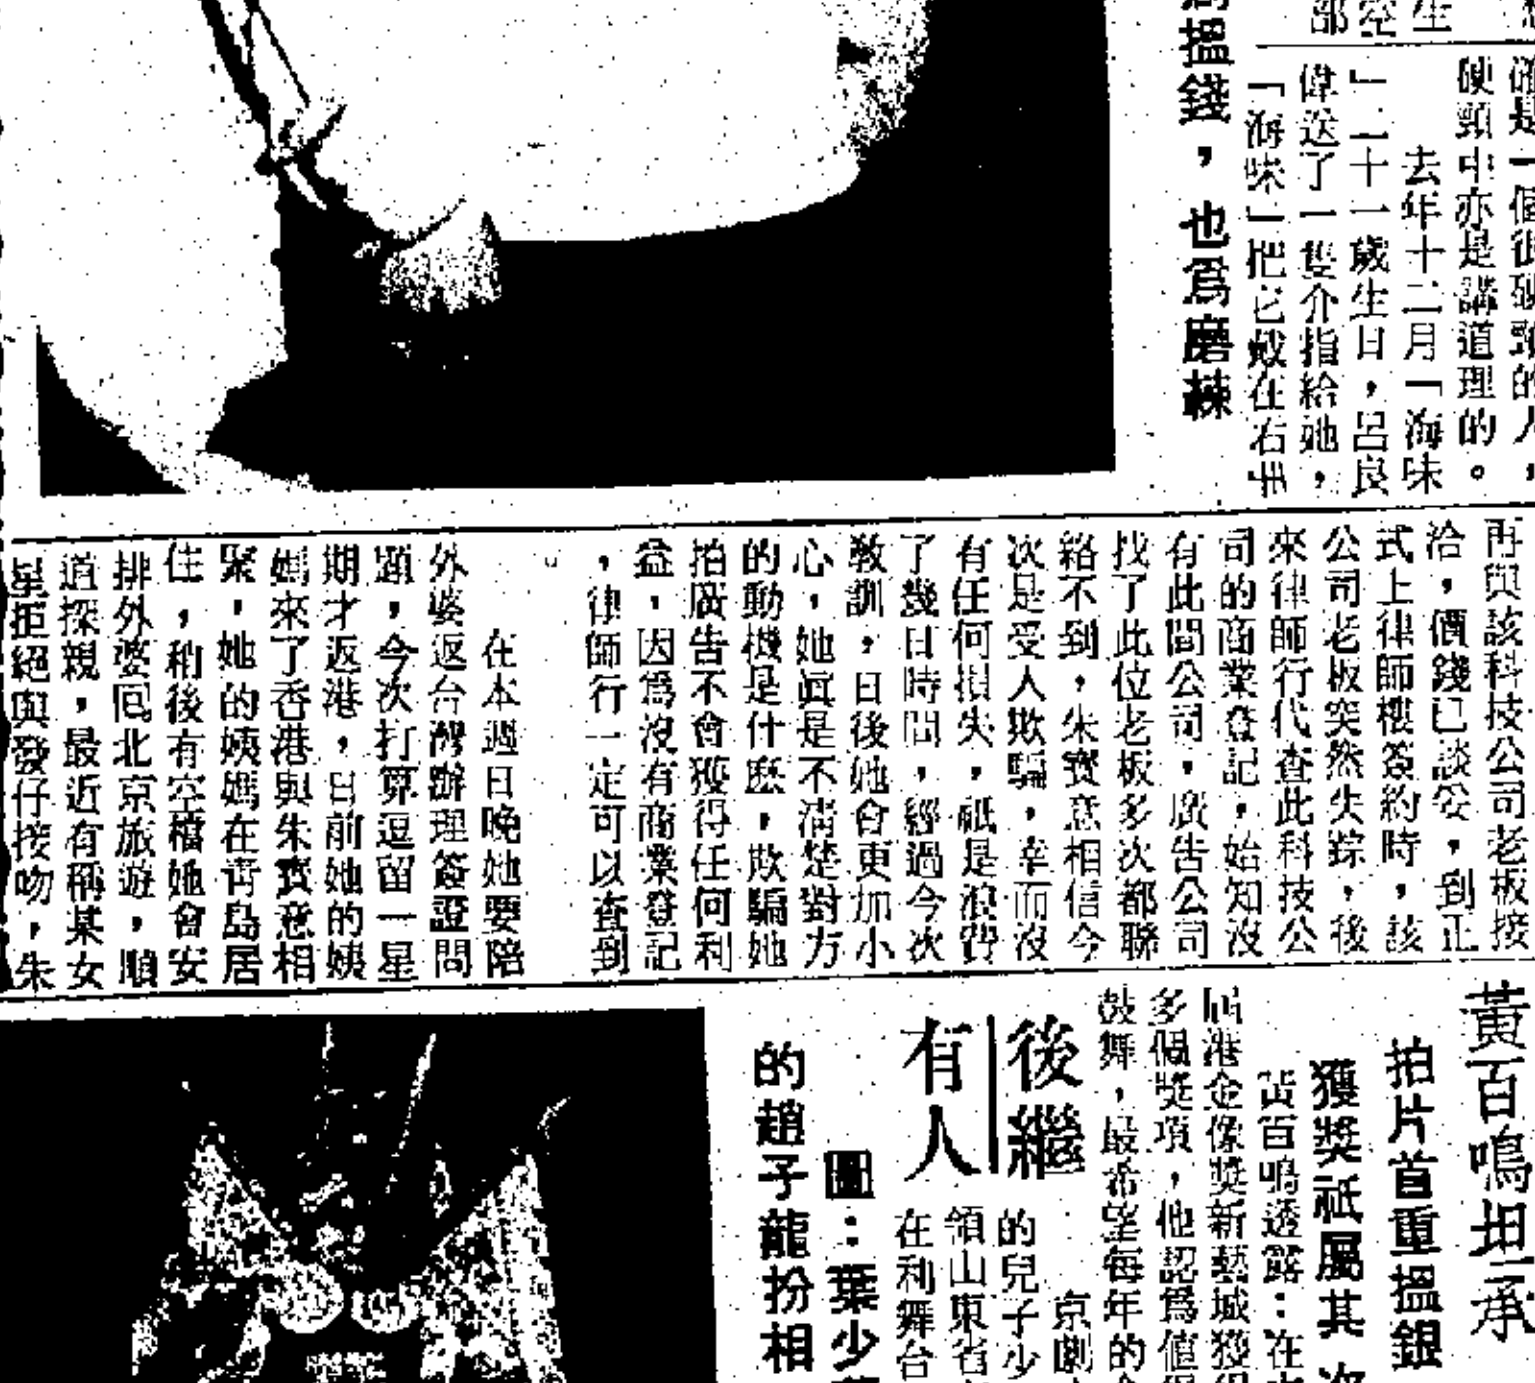 確是一個很硬頸的人，
硬頸中亦是講道理的。
去年十二月「海味
」二十一歲生日，呂良
偉送了一隻介指給她，
「海味」把它戴在右
搵錢，也爲磨練
再與該科技公司老板接
洽，價錢已談妥，到正
式上律師樓簽約時，該
公司老板突然失踪，後
來律師行代查此科技公
司的商業登記，始知沒
有此間公司，廣告公司
找了此位老板多次都聯
絡不到，朱寶意相信今
次是受人欺騙，幸而沒
有任何損失，祇是浪費
了幾日時間，經過今次
敎訓，日後她會更加小
心，她眞是不淸楚對方
的動機是什麽，欺騙她
拍廣告不會獲得任何利
益，因爲沒有商業登記
，律師行一定可以查到
在本週日晚她要陪
外婆返台灣辦理簽證問
題，今次打算逗留一星
期才返港，日前她的姨
媽來了香港與朱寶意相
聚，她的姨媽在靑島居
住，稍後有空檔她會安
排外婆囘北京旅遊，順
道探親，最近有稱某女
星拒絕與發仔接吻，朱
黃百鳴坦承
拍片首重搵銀
獲獎祇屬其次
黃百鳴透露：在
屆港金像獎新藝城獲得
多個獎項，他認爲値得
鼓舞，最希望每年的
後繼
有人
京劇
的兒子少
領山東省
在利舞台
圖：葉少
的趙子龍扮相